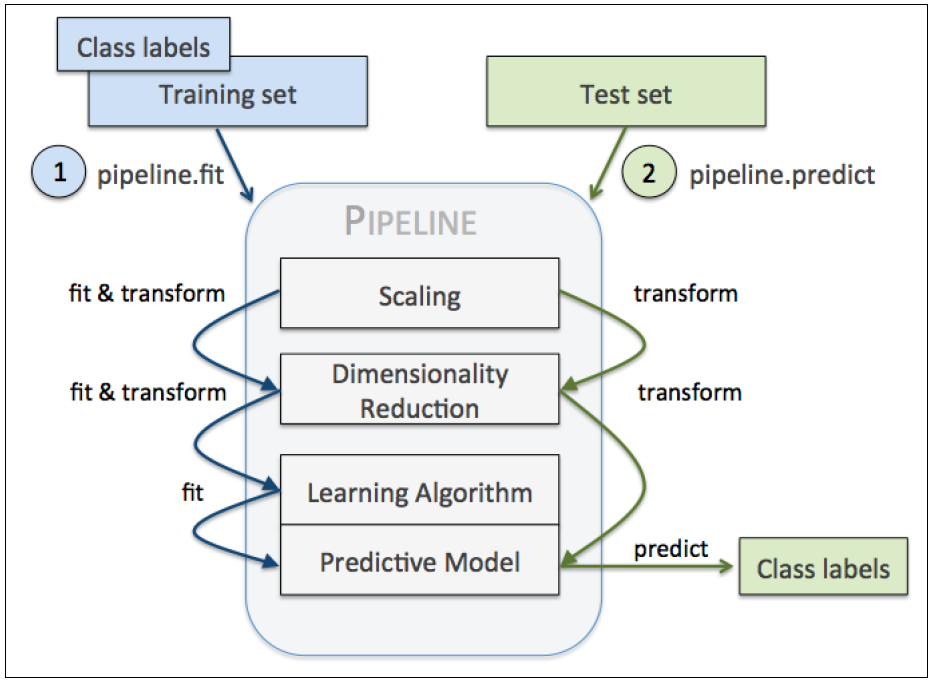 Class labels
Training set
Test set
1
pipeline.fit
2
pipeline.predict
PIPELINE
fit & transform
Scaling
transform
fit & transform
Dimensionality
Reduction
transform
fit
Learning Algorithm
Predictive Model
predict
Class labels